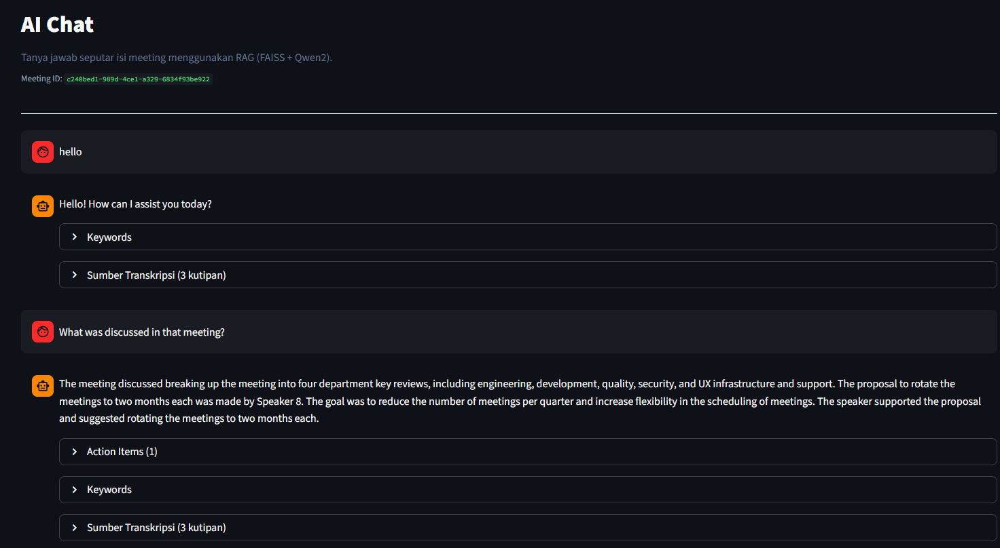 AI Chat
Tanya jawab seputar isi meeting menggunakan RAG (FAISS + Qwen2).
Meeting ID: c240bed1-989d-4ce1-a329-6834f93be922
hello
Hello! How can I assist you today?
Keywords
Sumber Transkripsi (3 kutipan)
What was discussed in that meeting?
The meeting discussed breaking up the meeting into four department key reviews, including engineering, development, quality, security, and UX infrastructure and support. The proposal to rotate the
meetings to two months each was made by Speaker 8. The goal was to reduce the number of meetings per quarter and increase flexibility in the scheduling of meetings. The speaker supported the proposal
and suggested rotating the meetings to two months each.
Action Items (1)
Keywords
Sumber Transkripsi (3 kutipan)